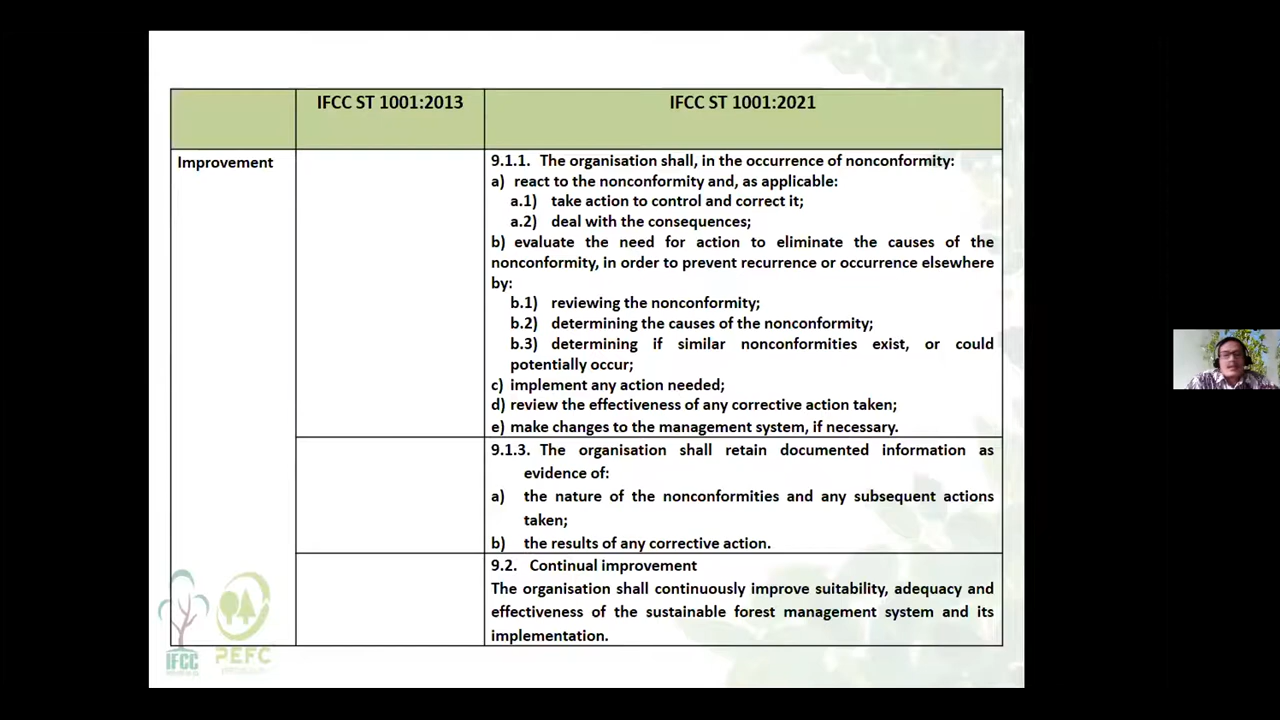 IFCC ST 1001:2013
IFCC ST 1001:2021
Improvement
9.1.1. The organisation shall, in the occurrence of nonconformity:
a) react to the nonconformity and, as applicable:
a.1) take action to control and correct it;
a.2) deal with the consequences;
b) evaluate the need for action to eliminate the causes of the
nonconformity, in order to prevent recurrence or occurrence elsewhere
by:
b.1) reviewing the nonconformity;
b.2) determining the causes of the nonconformity;
b.3) determining if similar nonconformities exist, or could
potentially occur;
c) implement any action needed;
d) review the effectiveness of any corrective action taken;
e) make changes to the management system, if necessary.
9.1.3. The organisation shall retain documented information as
evidence of:
a) the nature of the nonconformities and any subsequent actions
taken;
b) the results of any corrective action.
9.2. Continual improvement
The organisation shall continuously improve suitability, adequacy and
effectiveness of the sustainable forest management system and its
implementation.
IFCC
PEFC